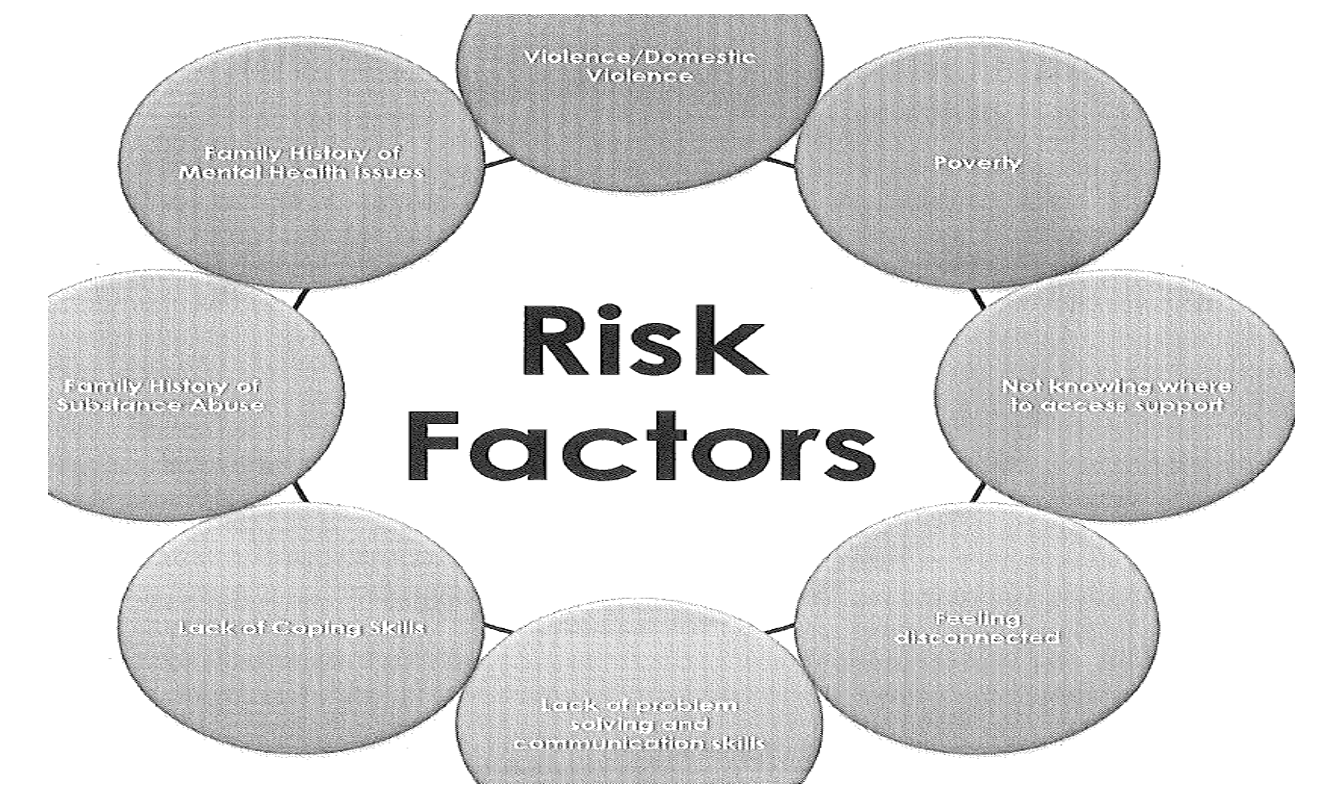 Violence/Domestic
Violence
Poverty
Not knowing where
to access support
Feeling
disconnected
Lack of problem
solving and
communication skills
Lack of Coping Skills
Family History of
Substance Abuse
Family History of
Mental Health Issues
Risk
Factors